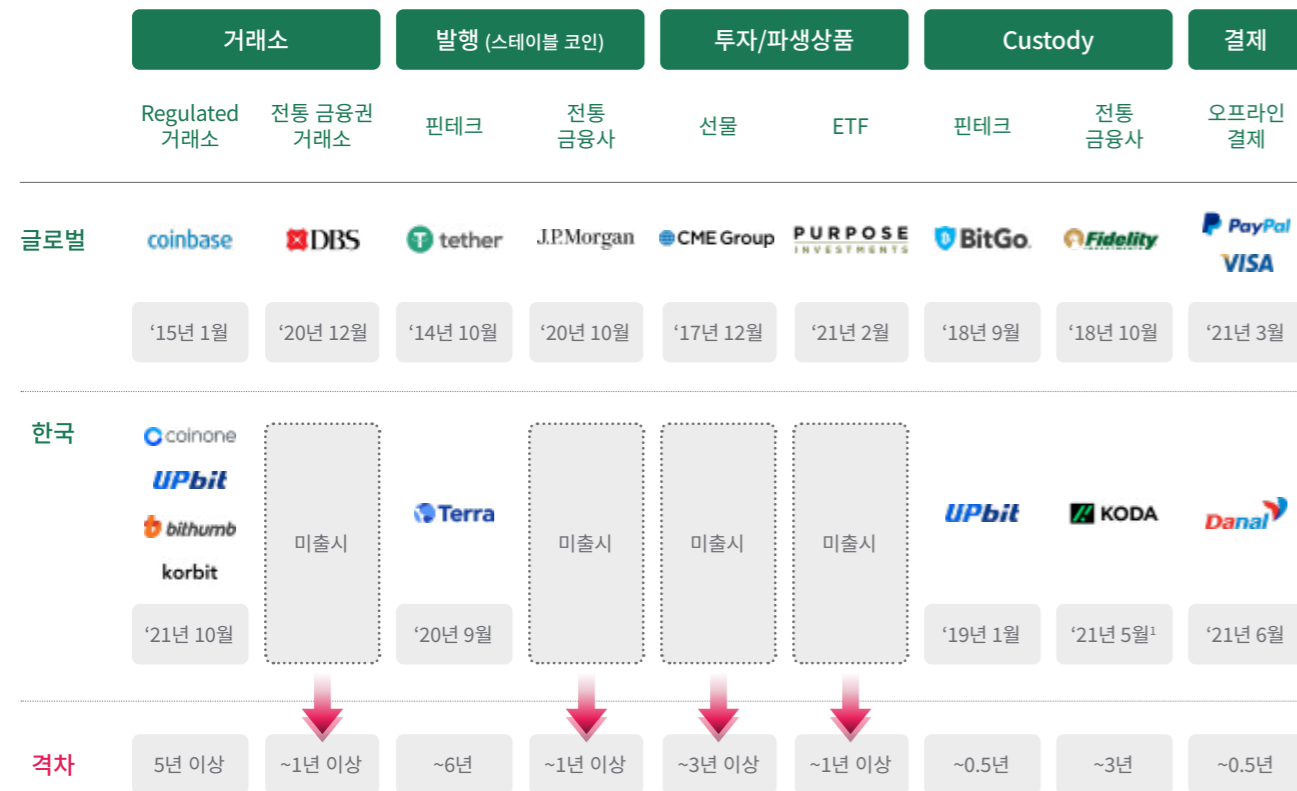 거래소 발행 (스테이블 코인) 투자/파생상품 Custody 결제
Regulated 거래소 전통 금융권 거래소 핀테크 전통 금융사 선물 ETF 핀테크 전통 금융사 오프라인 결제
글로벌
coinbase DBS tether J.P.Morgan CME Group PURPOSE INVESTMENTS BitGo. Fidelity PayPal VISA
‘15년 1월 ‘20년 12월 ‘14년 10월 ‘20년 10월 ‘17년 12월 ‘21년 2월 ‘18년 9월 ‘18년 10월 ‘21년 3월
한국
coinone
UPbit
bithumb
korbit
미출시 Terra 미출시 미출시 미출시 UPbit KODA Danal
‘21년 10월 ‘20년 9월 ‘19년 1월 ‘21년 5월¹ ‘21년 6월
격차 5년 이상 ~1년 이상 ~6년 ~1년 이상 ~3년 이상 ~1년 이상 ~0.5년 ~3년 ~0.5년